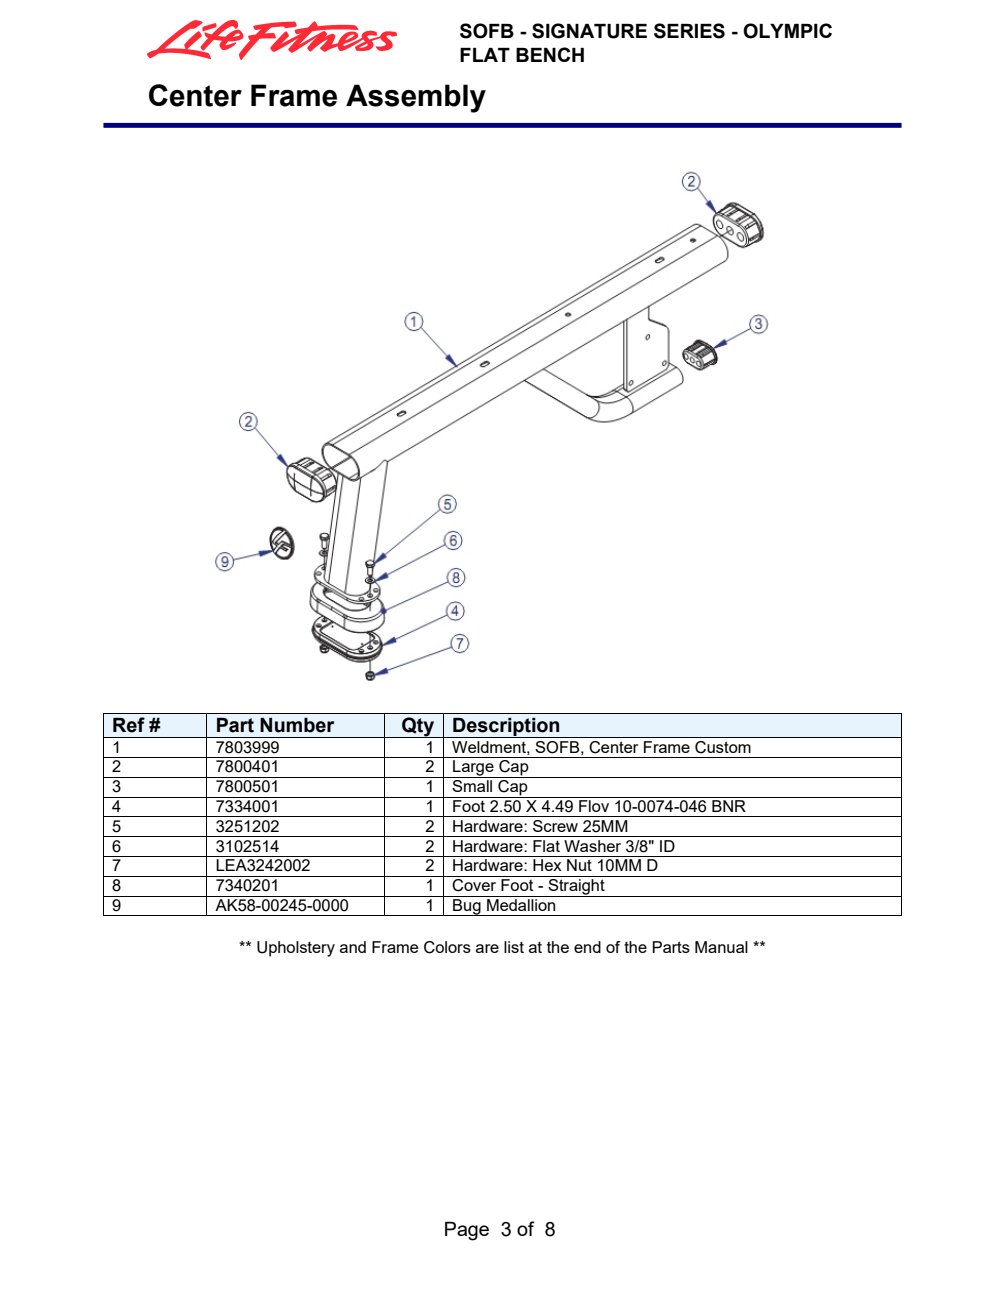 Life Fitness
SOFB - SIGNATURE SERIES - OLYMPIC
FLAT BENCH
Center Frame Assembly
2
1
3
2
5
6
9
8
4
7
Ref # Part Number Qty Description
1 7803999 1 Weldment, SOFB, Center Frame Custom
2 7800401 2 Large Cap
3 7800501 1 Small Cap
4 7334001 1 Foot 2.50 X 4.49 Flov 10-0074-046 BNR
5 3251202 2 Hardware: Screw 25MM
6 3102514 2 Hardware: Flat Washer 3/8" ID
7 LEA3242002 2 Hardware: Hex Nut 10MM D
8 7340201 1 Cover Foot - Straight
9 AK58-00245-0000 1 Bug Medallion
** Upholstery and Frame Colors are list at the end of the Parts Manual **
Page 3 of 8